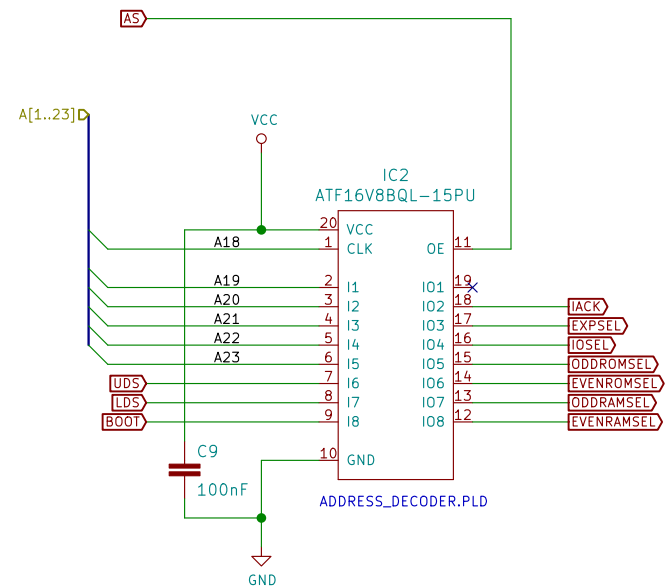 AS
A[1..23]
VCC
IC2
ATF16V8BQL-15PU
20 VCC
A18 1 CLK OE 11
IO1 19
A19 2 I1
A20 3 I2 IO2 18 IACK
A21 4 I3 IO3 17 EXPSEL
A22 5 I4 IO4 16 IOSEL
A23 6 I5 IO5 15 ODDROMSEL
UDS 7 I6 IO6 14 EVENROMSEL
LDS 8 I7 IO7 13 ODDRAMSEL
BOOT 9 I8 IO8 12 EVENRAMSEL
C9
100nF
10 GND
ADDRESS_DECODER.PLD
GND